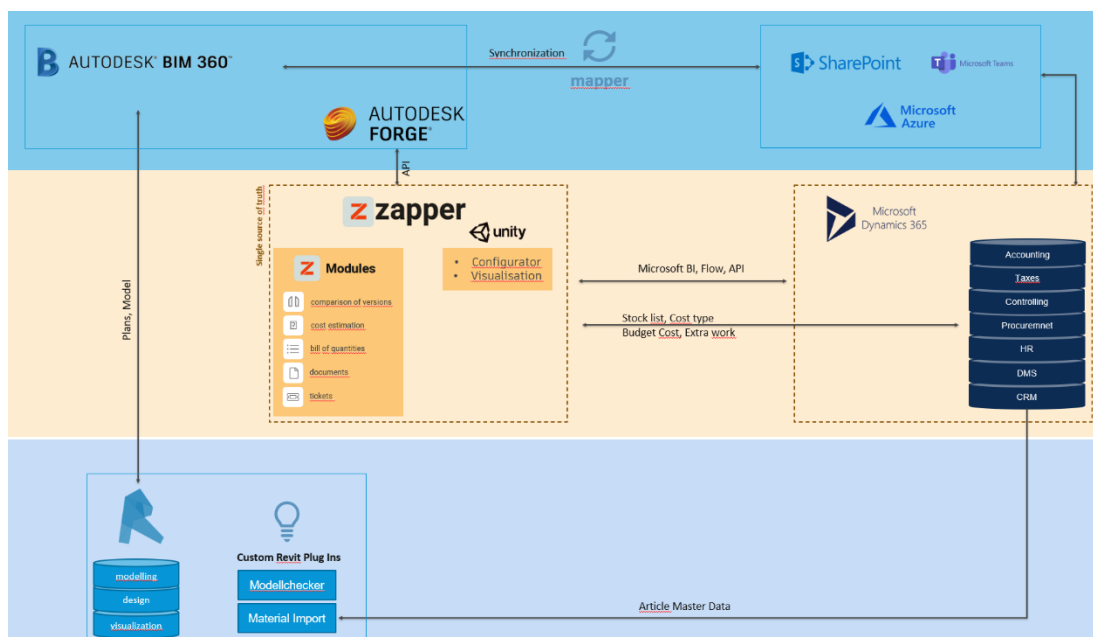 AUTODESK® BIM 360™
Synchronization
mapper
SharePoint
Microsoft Teams
Microsoft
Azure
AUTODESK
FORGE®
API
Single source of truth
zapper
unity
Modules
comparison of versions
cost estimation
bill of quantities
documents
tickets
• Configurator
• Visualisation
Microsoft BI, Flow, API
Stock list, Cost type
Budget Cost, Extra work
Microsoft
Dynamics 365
Accounting
Taxes
Controlling
Procuremnet
HR
DMS
CRM
Plans, Model
modelling
design
visualization
Custom Revit Plug Ins
Modellchecker
Material Import
Article Master Data